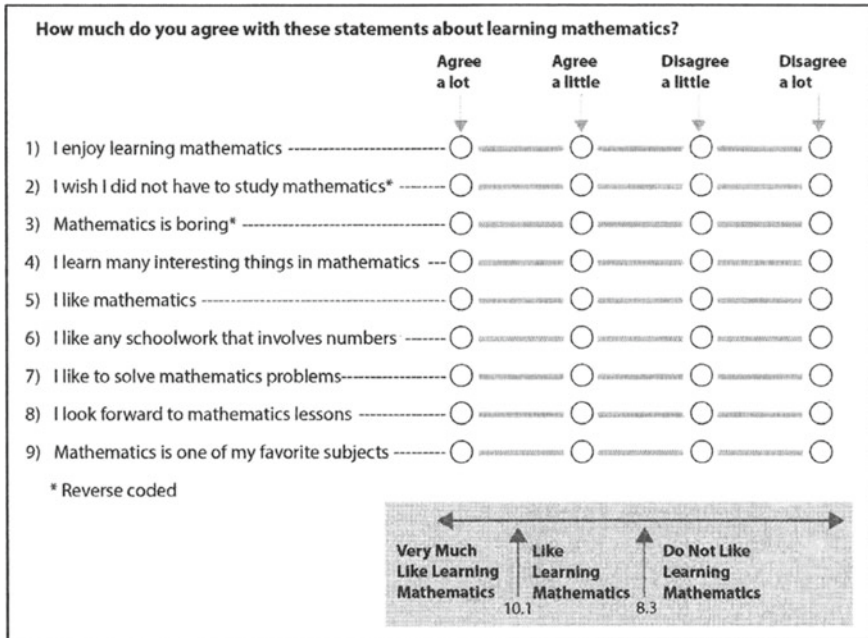 How much do you agree with these statements about learning mathematics?
Agree a lot
Agree a little
Disagree a little
Disagree a lot
1) I enjoy learning mathematics
2) I wish I did not have to study mathematics*
3) Mathematics is boring*
4) I learn many interesting things in mathematics
5) I like mathematics
6) I like any schoolwork that involves numbers
7) I like to solve mathematics problems
8) I look forward to mathematics lessons
9) Mathematics is one of my favorite subjects
* Reverse coded
Very Much
Like Learning
Mathematics
10.1
Like
Learning
Mathematics
8.3
Do Not Like
Learning
Mathematics